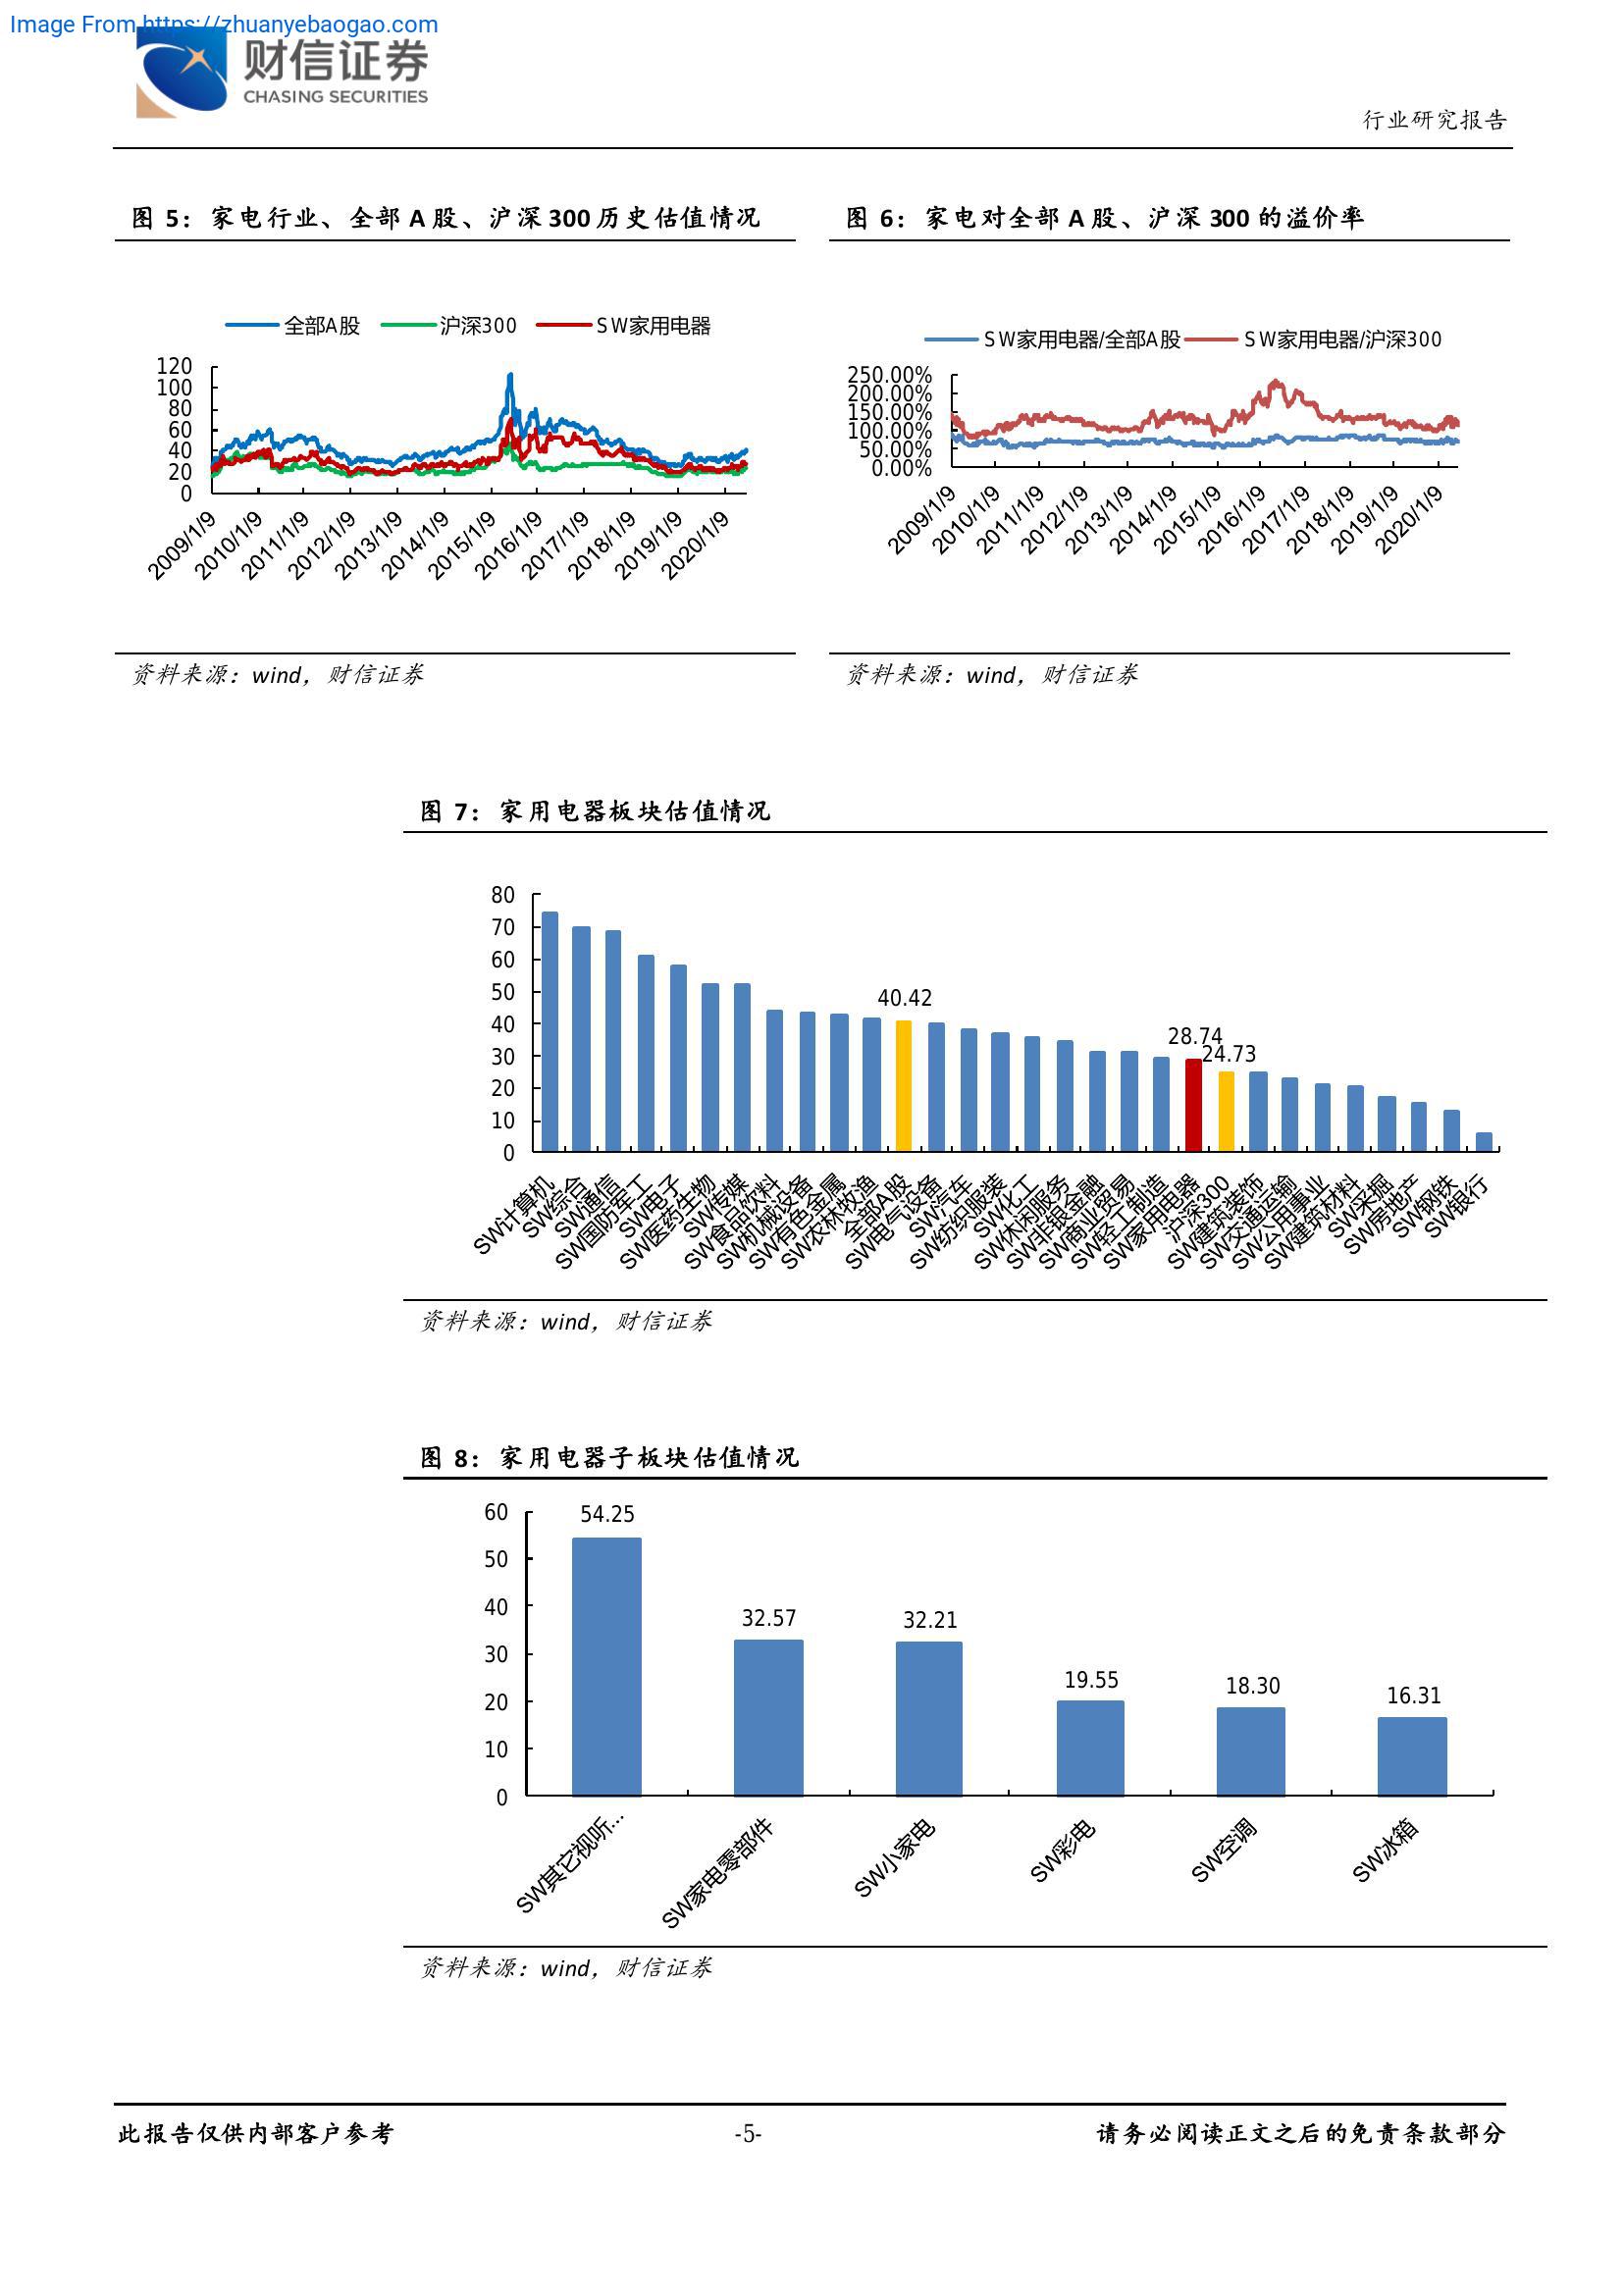 Image From https://zhuanyebaogao.com
财信证券
CHASING SECURITIES
行业研究报告
图 5：家电行业、全部 A 股、沪深 300 历史估值情况
全部A股 沪深300 SW家用电器
120
100
80
60
40
20
0
2009/1/9 2010/1/9 2011/1/9 2012/1/9 2013/1/9 2014/1/9 2015/1/9 2016/1/9 2017/1/9 2018/1/9 2019/1/9 2020/1/9
资料来源：wind，财信证券
图 6：家电对全部 A 股、沪深 300 的溢价率
SW家用电器/全部A股 SW家用电器/沪深300
250.00%
200.00%
150.00%
100.00%
50.00%
0.00%
2009/1/9 2010/1/9 2011/1/9 2012/1/9 2013/1/9 2014/1/9 2015/1/9 2016/1/9 2017/1/9 2018/1/9 2019/1/9 2020/1/9
资料来源：wind，财信证券
图 7：家用电器板块估值情况
80
70
60
50
40
30
20
10
0
40.42
28.74
24.73
SW计算机 SW综合 SW通信 SW国防军工 SW电子 SW医药生物 SW传媒 SW食品饮料 SW机械设备 SW有色金属 SW农林牧渔 全部A股 SW电气设备 SW汽车 SW纺织服装 SW化工 SW休闲服务 SW非银金融 SW商业贸易 SW轻工制造 SW家用电器 沪深300 SW建筑装饰 SW交通运输 SW公用事业 SW建筑材料 SW采掘 SW房地产 SW钢铁 SW银行
资料来源：wind，财信证券
图 8：家用电器子板块估值情况
60
50
40
30
20
10
0
54.25
32.57
32.21
19.55
18.30
16.31
SW其它视听... SW家电零部件 SW小家电 SW彩电 SW空调 SW冰箱
资料来源：wind，财信证券
此报告仅供内部客户参考
-5-
请务必阅读正文之后的免责条款部分